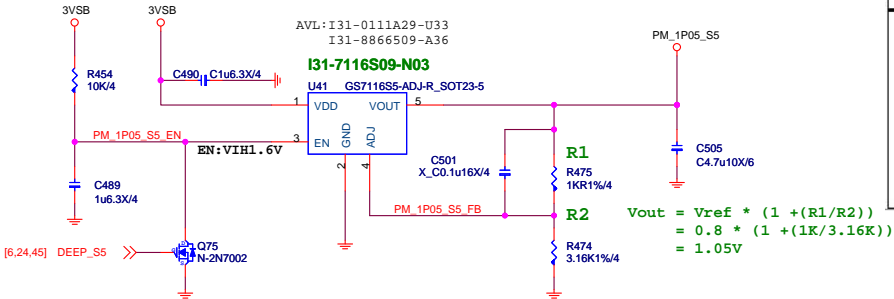 3VSB
3VSB
AVL:I31-0111A29-U33
I31-8866509-A36
PM_1P05_S5
I31-7116S09-N03
R454
10K/4
C490
C1u6.3X/4
U41
GS7116S5-ADJ-R_SOT23-5
1
VDD
VOUT
5
PM_1P05_S5_EN
3
EN
GND
ADJ
EN:VIH1.6V
2
4
C489
1u6.3X/4
C501
X_C0.1u16X/4
R1
R475
1KR1%/4
C505
C4.7u10X/6
PM_1P05_S5_FB
R2
R474
3.16K1%/4
Vout = Vref * (1 +(R1/R2))
= 0.8 * (1 +(1K/3.16K))
= 1.05V
[6,24,45] DEEP_S5
Q75
N-2N7002